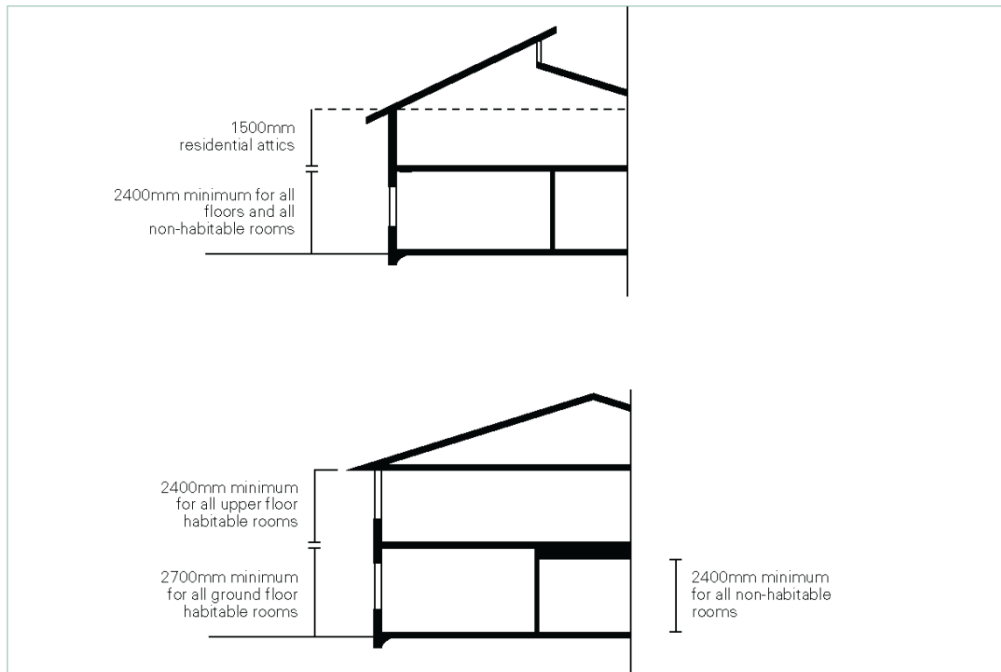 1500mm
residential attics
2400mm minimum for all
floors and all
non-habitable rooms
2400mm minimum
for all upper floor
habitable rooms
2700mm minimum
for all ground floor
habitable rooms
2400mm minimum
for all non-habitable
rooms